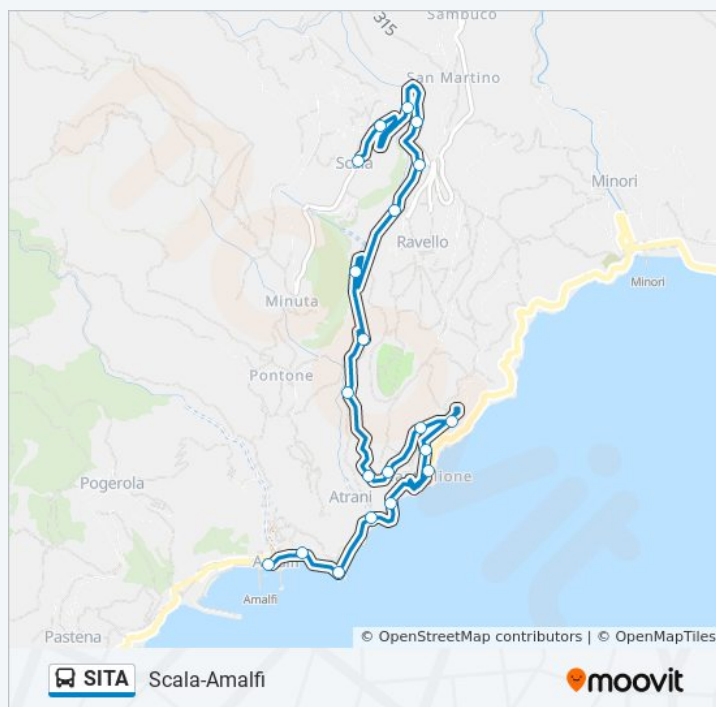 315
Sambuco
San Martino
Scala
Minori
Ravello
Minori
Minuta
Pontone
Pogerola
Atrani
Amalfi
Pastena
© OpenStreetMap contributors | © OpenMapTiles
SITA Scala-Amalfi
moovit